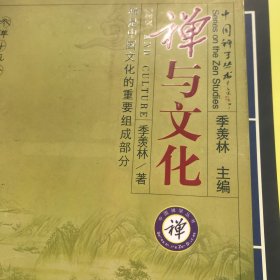 中国禅学丛书
Series on the Zen Studies
季羡林 主编
禅与文化
ZEN AND CULTURE
季羡林/著
禅是中国文化的重要组成部分
禅